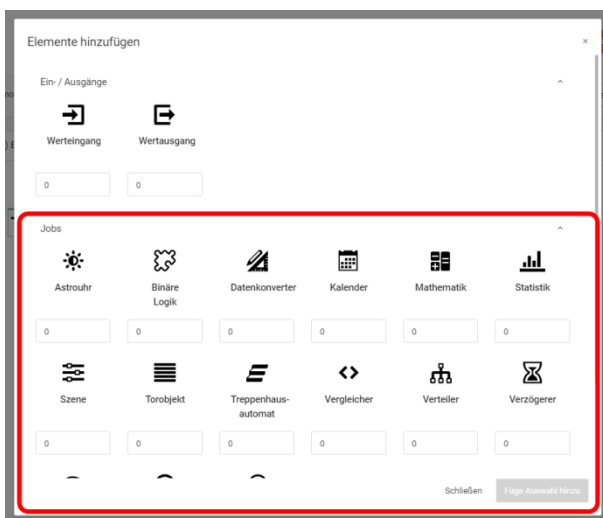 Elemente hinzufügen ×
Ein- / Ausgänge
Werteingang Wertausgang
0 0
Jobs
Astrouhr Binäre Datenkonverter Kalender Mathematik Statistik
Logik
0 0 0 0 0 0
Szene Torobjekt Treppenhaus- Vergleicher Verteiler Verzögerer
automat
0 0 0 0 0 0
Schließen Füge Auswahl hinzu